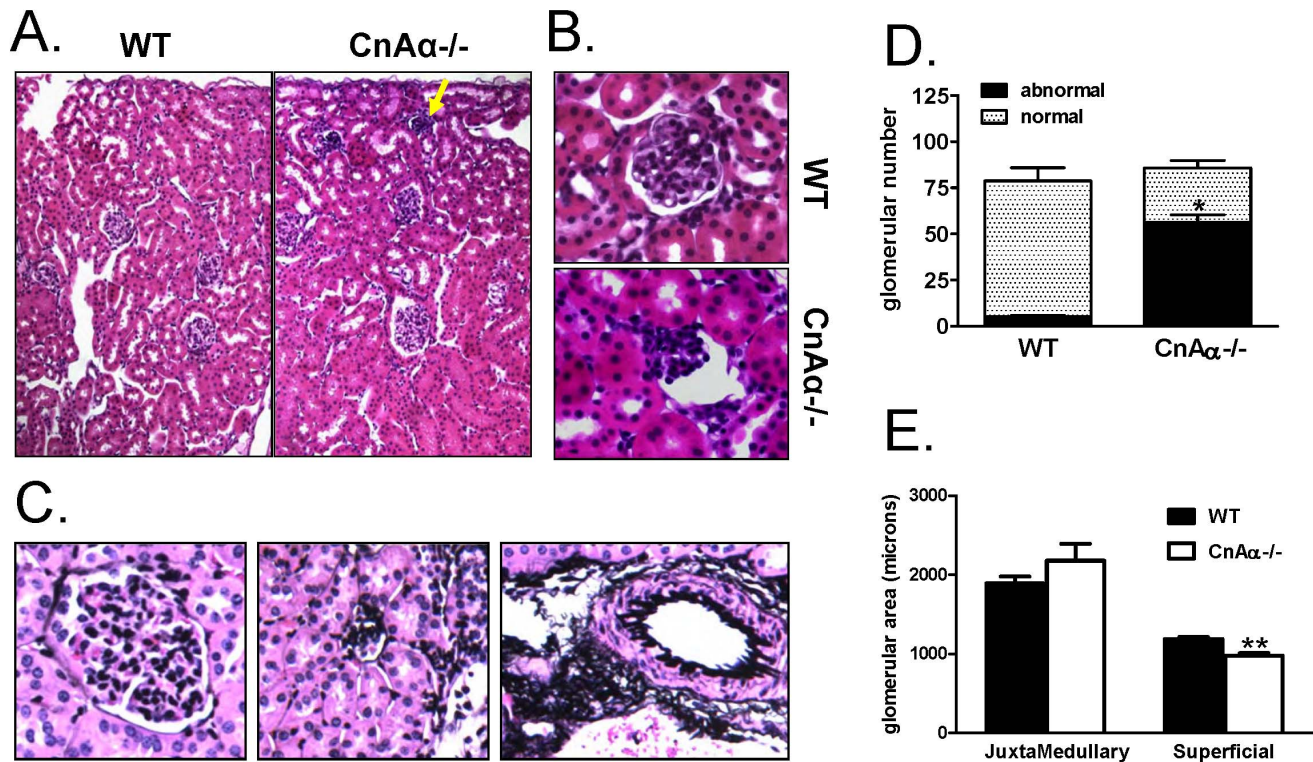 A.
WT
CnAα-/-
B.
WT
CnAα-/-
C.
D.
abnormal
normal
glomerular number
125
100
75
50
25
0
*
WT
CnAα-/-
E.
WT
CnAα-/-
glomerular area (microns)
3000
2000
1000
0
**
JuxtaMedullary
Superficial